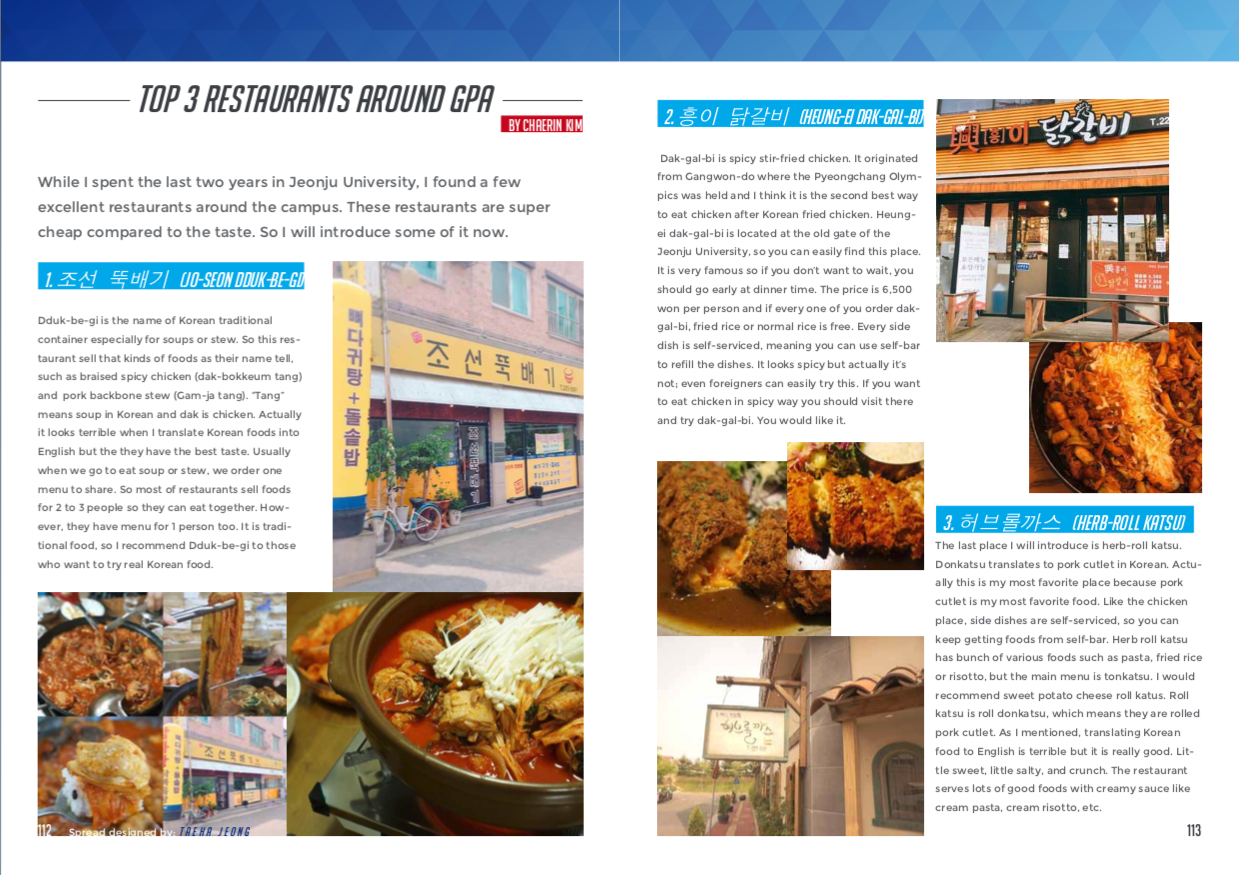 TOP 3 RESTAURANTS AROUND GPA
BY CHAERIN KIM
While I spent the last two years in Jeonju University, I found a few
excellent restaurants around the campus. These restaurants are super
cheap compared to the taste. So I will introduce some of it now.
1. 조선 뚝배기 (JO-SEON DDUK-BE-GI)
Dduk-be-gi is the name of Korean traditional
container especially for soups or stew. So this res-
taurant sell that kinds of foods as their name tell,
such as braised spicy chicken (dak-bokkeum tang)
and pork backbone stew (Gam-ja tang). "Tang"
means soup in Korean and dak is chicken. Actually
it looks terrible when I translate Korean foods into
English but the they have the best taste. Usually
when we go to eat soup or stew, we order one
menu to share. So most of restaurants sell foods
for 2 to 3 people so they can eat together. How-
ever, they have menu for 1 person too. It is tradi-
tional food, so I recommend Dduk-be-gi to those
who want to try real Korean food.
뼈다귀탕+돌솥밥
조선뚝배기
뼈다귀탕+돌솥밥
조선뚝배기
112 Spread designed by: TAEHA JEONG
2. 흥이 닭갈비 (HEUNG-EI DAK-GAL-BI)
Dak-gal-bi is spicy stir-fried chicken. It originated
from Gangwon-do where the Pyeongchang Olym-
pics was held and I think it is the second best way
to eat chicken after Korean fried chicken. Heung-
ei dak-gal-bi is located at the old gate of the
Jeonju University, so you can easily find this place.
It is very famous so if you don't want to wait, you
should go early at dinner time. The price is 6,500
won per person and if every one of you order dak-
gal-bi, fried rice or normal rice is free. Every side
dish is self-serviced, meaning you can use self-bar
to refill the dishes. It looks spicy but actually it's
not; even foreigners can easily try this. If you want
to eat chicken in spicy way you should visit there
and try dak-gal-bi. You would like it.
興[흥]이 닭갈비 T.22
허브롤까스
3. 허브롤까스 (HERB-ROLL KATSU)
The last place I will introduce is herb-roll katsu.
Donkatsu translates to pork cutlet in Korean. Actu-
ally this is my most favorite place because pork
cutlet is my most favorite food. Like the chicken
place, side dishes are self-serviced, so you can
keep getting foods from self-bar. Herb roll katsu
has bunch of various foods such as pasta, fried rice
or risotto, but the main menu is tonkatsu. I would
recommend sweet potato cheese roll katus. Roll
katsu is roll donkatsu, which means they are rolled
pork cutlet. As I mentioned, translating Korean
food to English is terrible but it is really good. Lit-
tle sweet, little salty, and crunch. The restaurant
serves lots of good foods with creamy sauce like
cream pasta, cream risotto, etc.
113